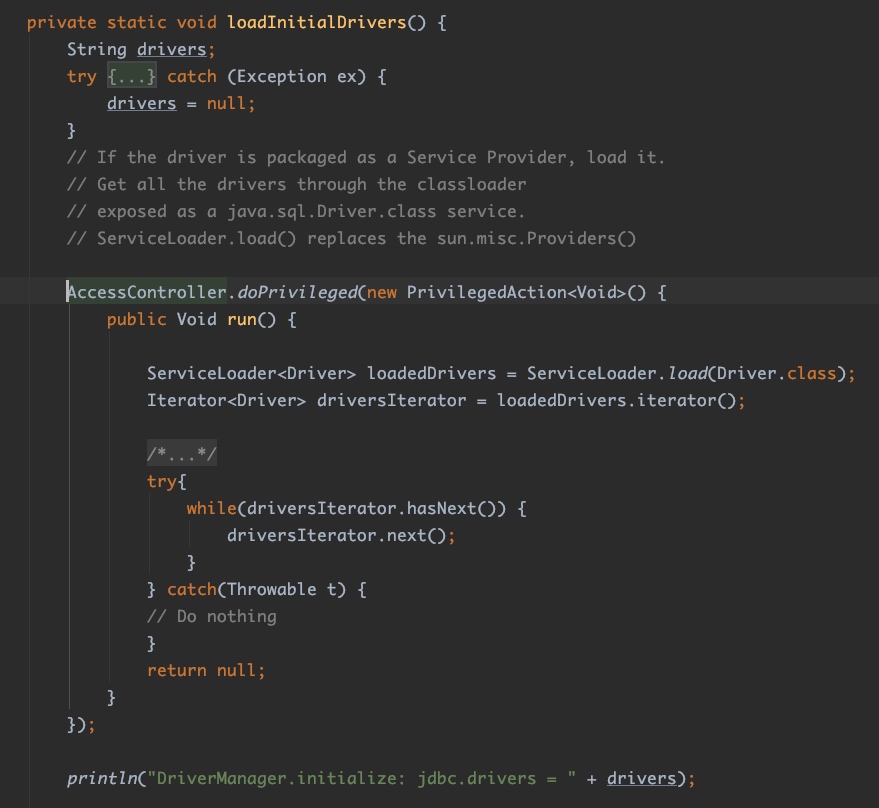 private static void loadInitialDrivers() {
String drivers;
try {...} catch (Exception ex) {
drivers = null;
}
// If the driver is packaged as a Service Provider, load it.
// Get all the drivers through the classloader
// exposed as a java.sql.Driver.class service.
// ServiceLoader.load() replaces the sun.misc.Providers()
AccessController.doPrivileged(new PrivilegedAction<Void>() {
public Void run() {
ServiceLoader<Driver> loadedDrivers = ServiceLoader.load(Driver.class);
Iterator<Driver> driversIterator = loadedDrivers.iterator();
/*...*/
try{
while(driversIterator.hasNext()) {
driversIterator.next();
}
} catch(Throwable t) {
// Do nothing
}
return null;
}
});
println("DriverManager.initialize: jdbc.drivers = " + drivers);